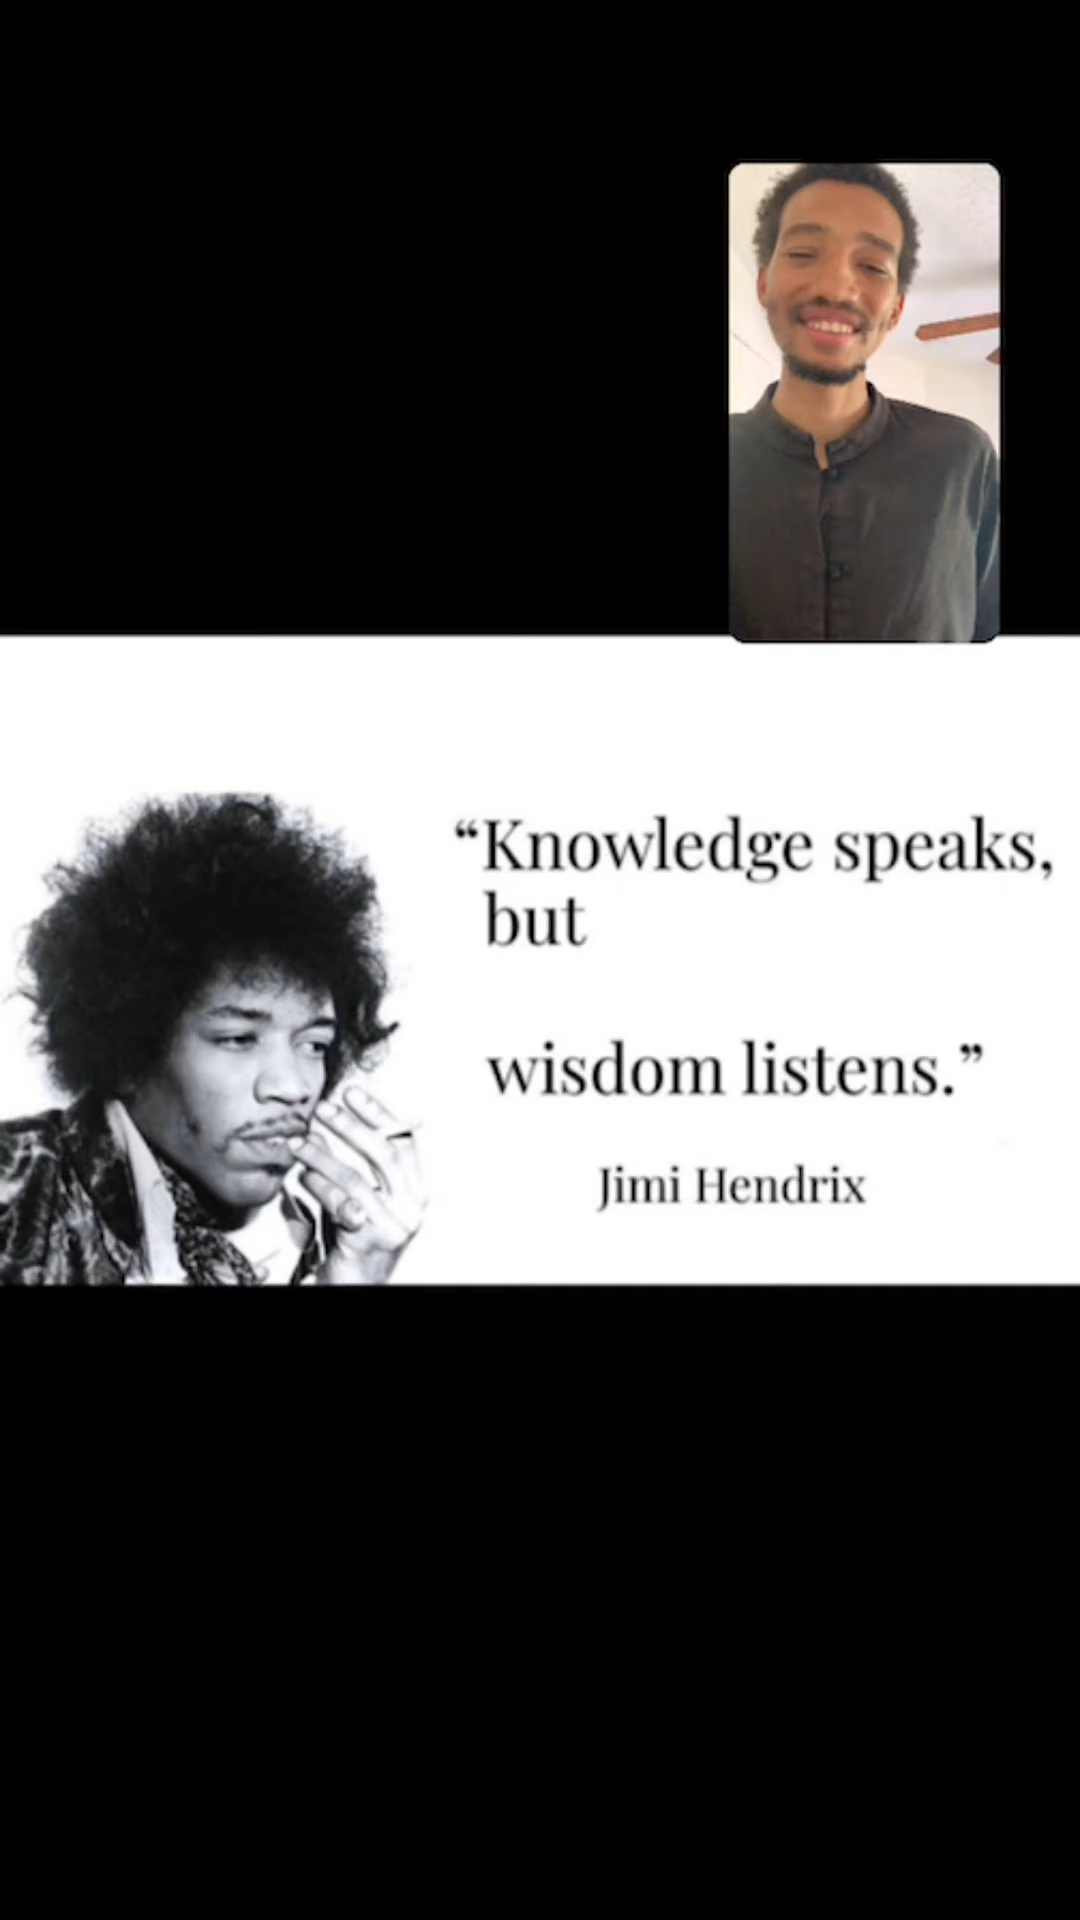 “Knowledge speaks,
but
wisdom listens.”
Jimi Hendrix